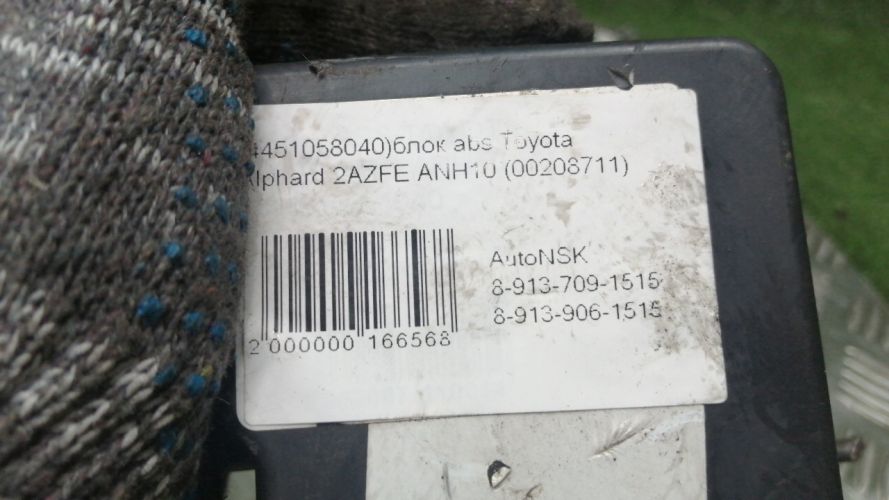 4451058040)блок abs Toyota
Alphard 2AZFE ANH10 (00208711)
AutoNSK
8-913-709-1515
8-913-906-1515
2 000000 166568